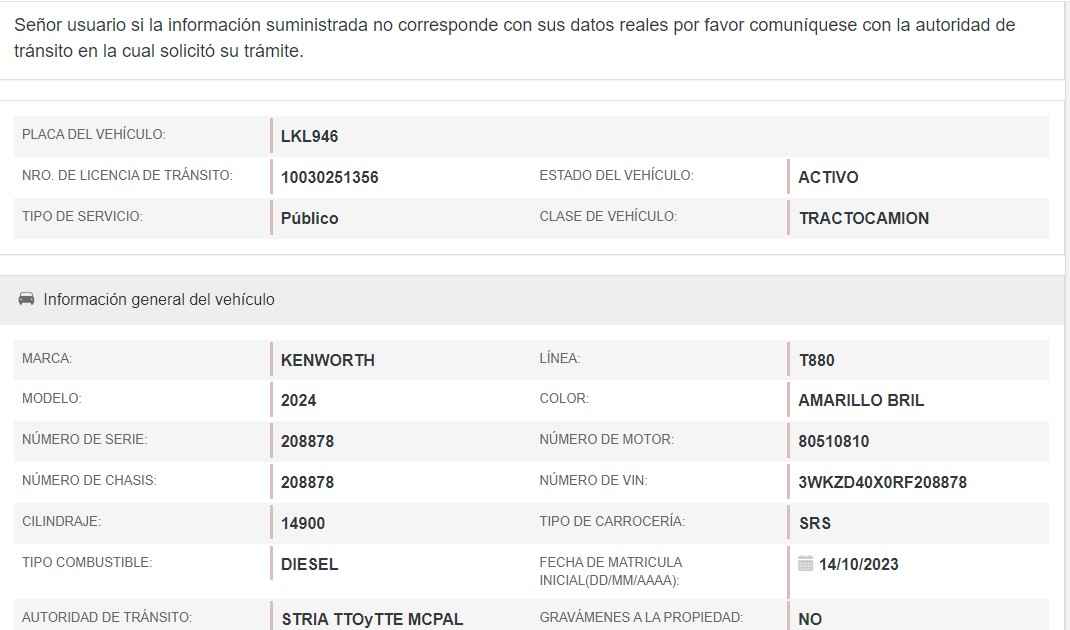 Señor usuario si la información suministrada no corresponde con sus datos reales por favor comuníquese con la autoridad de
tránsito en la cual solicitó su trámite.
PLACA DEL VEHÍCULO: LKL946
NRO. DE LICENCIA DE TRÁNSITO: 10030251356 ESTADO DEL VEHÍCULO: ACTIVO
TIPO DE SERVICIO: Público CLASE DE VEHÍCULO: TRACTOCAMION
Información general del vehículo
MARCA: KENWORTH LÍNEA: T880
MODELO: 2024 COLOR: AMARILLO BRIL
NÚMERO DE SERIE: 208878 NÚMERO DE MOTOR: 80510810
NÚMERO DE CHASIS: 208878 NÚMERO DE VIN: 3WKZD40X0RF208878
CILINDRAJE: 14900 TIPO DE CARROCERÍA: SRS
TIPO COMBUSTIBLE: DIESEL FECHA DE MATRICULA
INICIAL(DD/MM/AAAA): 14/10/2023
AUTORIDAD DE TRÁNSITO: STRIA TTOyTTE MCPAL GRAVÁMENES A LA PROPIEDAD: NO